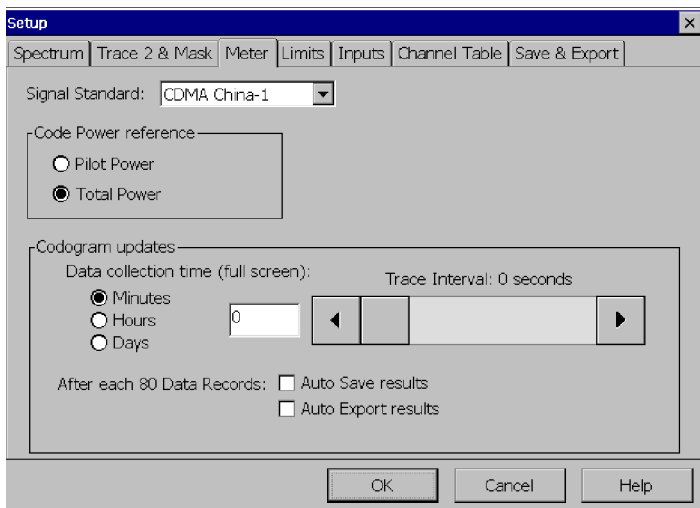 Setup
Spectrum Trace 2 & Mask Meter Limits Inputs Channel Table Save & Export
Signal Standard: CDMA China-1
Code Power reference
Pilot Power
Total Power
Codogram updates
Data collection time (full screen):
Trace Interval: 0 seconds
Minutes
Hours
Days
0
After each 80 Data Records: Auto Save results
Auto Export results
OK Cancel Help